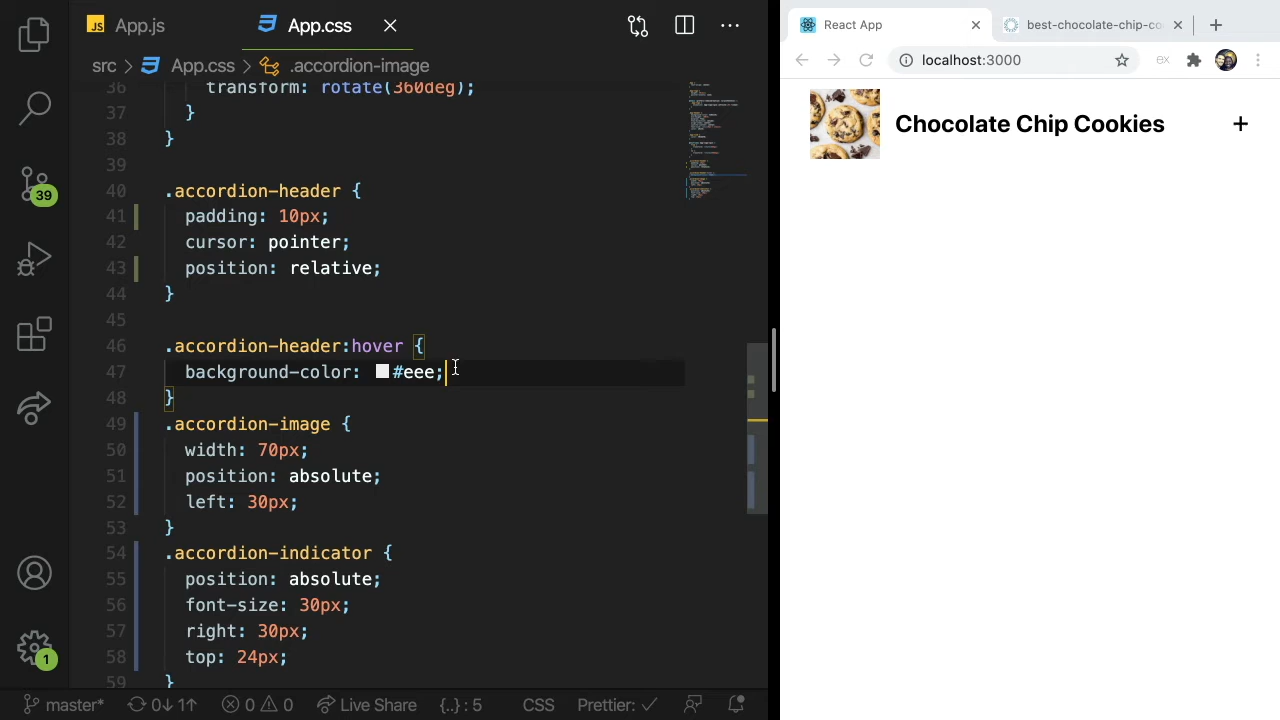 JS App.js
App.css
src > App.css > .accordion-image
36 transform: rotate(360deg);
37 }
38 }
39
40 .accordion-header {
41 padding: 10px;
42 cursor: pointer;
43 position: relative;
44 }
45
46 .accordion-header:hover {
47 background-color: #eee;
48 }
49 .accordion-image {
50 width: 70px;
51 position: absolute;
52 left: 30px;
53 }
54 .accordion-indicator {
55 position: absolute;
56 font-size: 30px;
57 right: 30px;
58 top: 24px;
59 }
39
1
master* 0↓ 1↑ 0 0 Live Share {..} : 5 CSS Prettier: ✓
React App
best-chocolate-chip-co
localhost:3000
ex
Chocolate Chip Cookies +